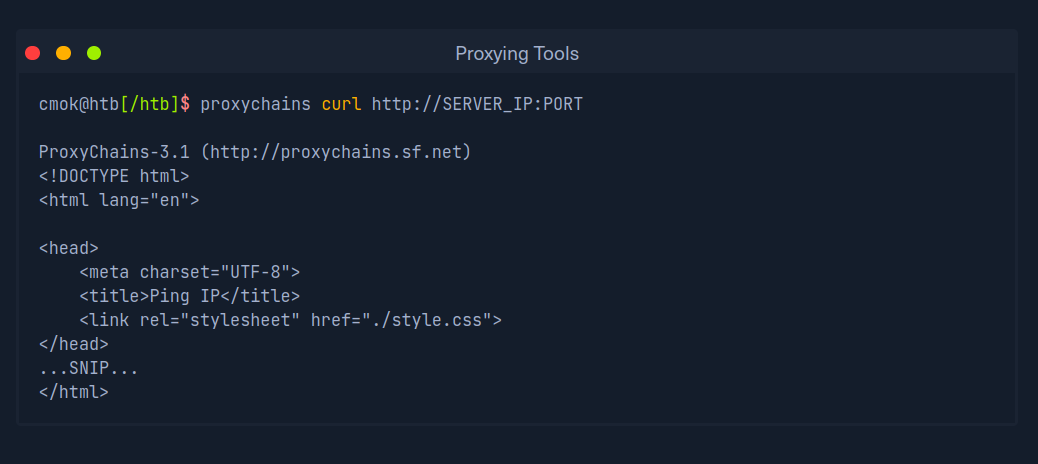 Proxying Tools
cmok@htb[/htb]$ proxychains curl http://SERVER_IP:PORT
ProxyChains-3.1 (http://proxychains.sf.net)
<!DOCTYPE html>
<html lang="en">
<head>
    <meta charset="UTF-8">
    <title>Ping IP</title>
    <link rel="stylesheet" href="./style.css">
</head>
...SNIP...
</html>